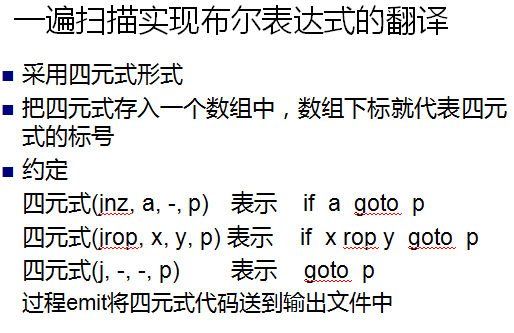 一遍扫描实现布尔表达式的翻译
■ 采用四元式形式
■ 把四元式存入一个数组中，数组下标就代表四元
式的标号
■ 约定
四元式(jnz, a, -, p) 表示 if a goto p
四元式(jrop, x, y, p) 表示 if x rop y goto p
四元式(j, -, -, p) 表示 goto p
过程emit将四元式代码送到输出文件中